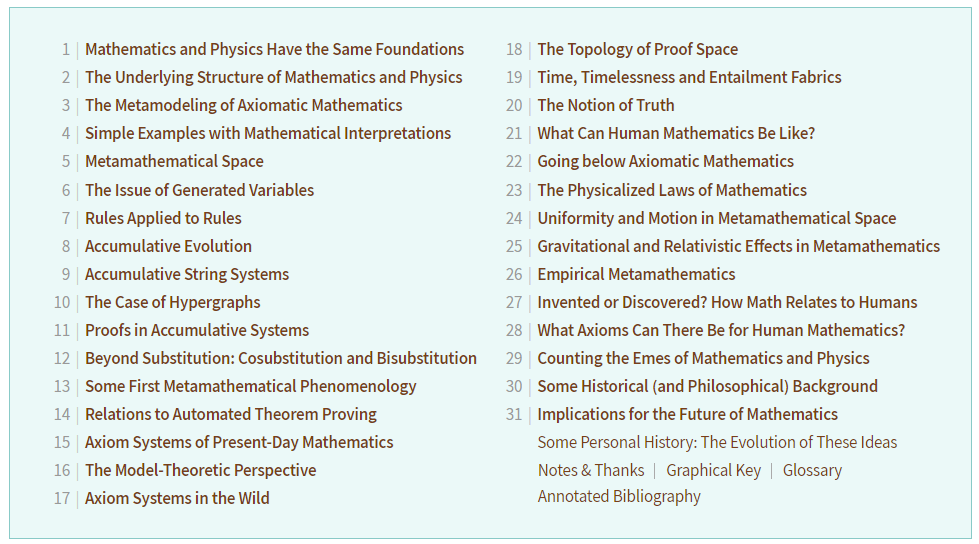 1 | Mathematics and Physics Have the Same Foundations
2 | The Underlying Structure of Mathematics and Physics
3 | The Metamodeling of Axiomatic Mathematics
4 | Simple Examples with Mathematical Interpretations
5 | Metamathematical Space
6 | The Issue of Generated Variables
7 | Rules Applied to Rules
8 | Accumulative Evolution
9 | Accumulative String Systems
10 | The Case of Hypergraphs
11 | Proofs in Accumulative Systems
12 | Beyond Substitution: Cosubstitution and Bisubstitution
13 | Some First Metamathematical Phenomenology
14 | Relations to Automated Theorem Proving
15 | Axiom Systems of Present-Day Mathematics
16 | The Model-Theoretic Perspective
17 | Axiom Systems in the Wild
18 | The Topology of Proof Space
19 | Time, Timelessness and Entailment Fabrics
20 | The Notion of Truth
21 | What Can Human Mathematics Be Like?
22 | Going below Axiomatic Mathematics
23 | The Physicalized Laws of Mathematics
24 | Uniformity and Motion in Metamathematical Space
25 | Gravitational and Relativistic Effects in Metamathematics
26 | Empirical Metamathematics
27 | Invented or Discovered? How Math Relates to Humans
28 | What Axioms Can There Be for Human Mathematics?
29 | Counting the Emes of Mathematics and Physics
30 | Some Historical (and Philosophical) Background
31 | Implications for the Future of Mathematics
Some Personal History: The Evolution of These Ideas
Notes & Thanks | Graphical Key | Glossary
Annotated Bibliography